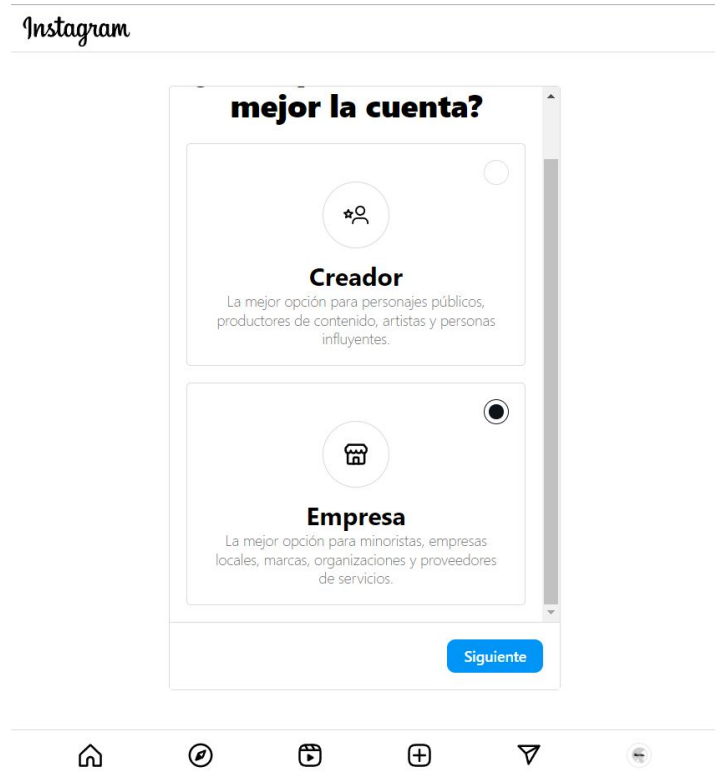 Instagram
mejor la cuenta?
Creador
La mejor opción para personajes públicos,
productores de contenido, artistas y personas
influyentes.
Empresa
La mejor opción para minoristas, empresas
locales, marcas, organizaciones y proveedores
de servicios.
Siguiente